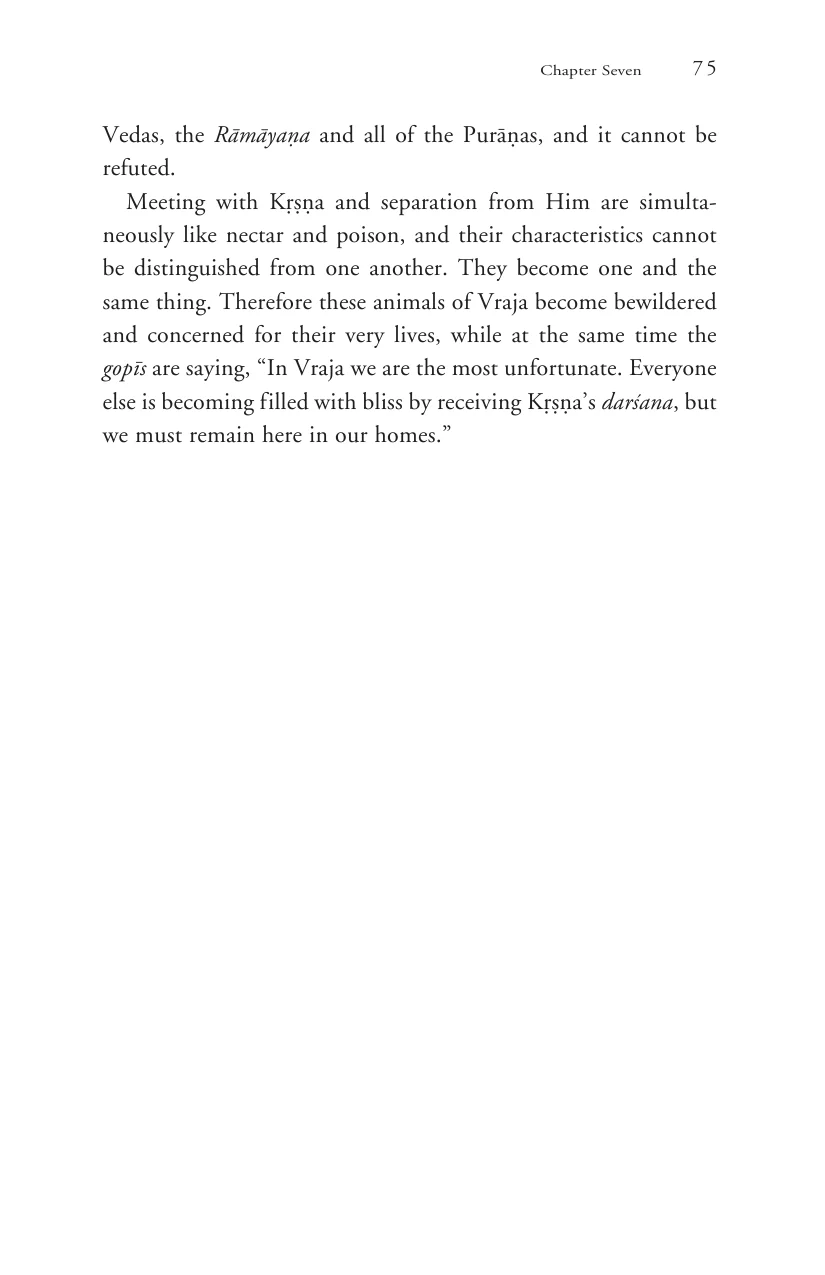 Chapter Seven 75
Vedas, the Rāmāyaṇa and all of the Purāṇas, and it cannot be
refuted.
Meeting with Kṛṣṇa and separation from Him are simulta-
neously like nectar and poison, and their characteristics cannot
be distinguished from one another. They become one and the
same thing. Therefore these animals of Vraja become bewildered
and concerned for their very lives, while at the same time the
gopīs are saying, “In Vraja we are the most unfortunate. Everyone
else is becoming filled with bliss by receiving Kṛṣṇa’s darśana, but
we must remain here in our homes.”